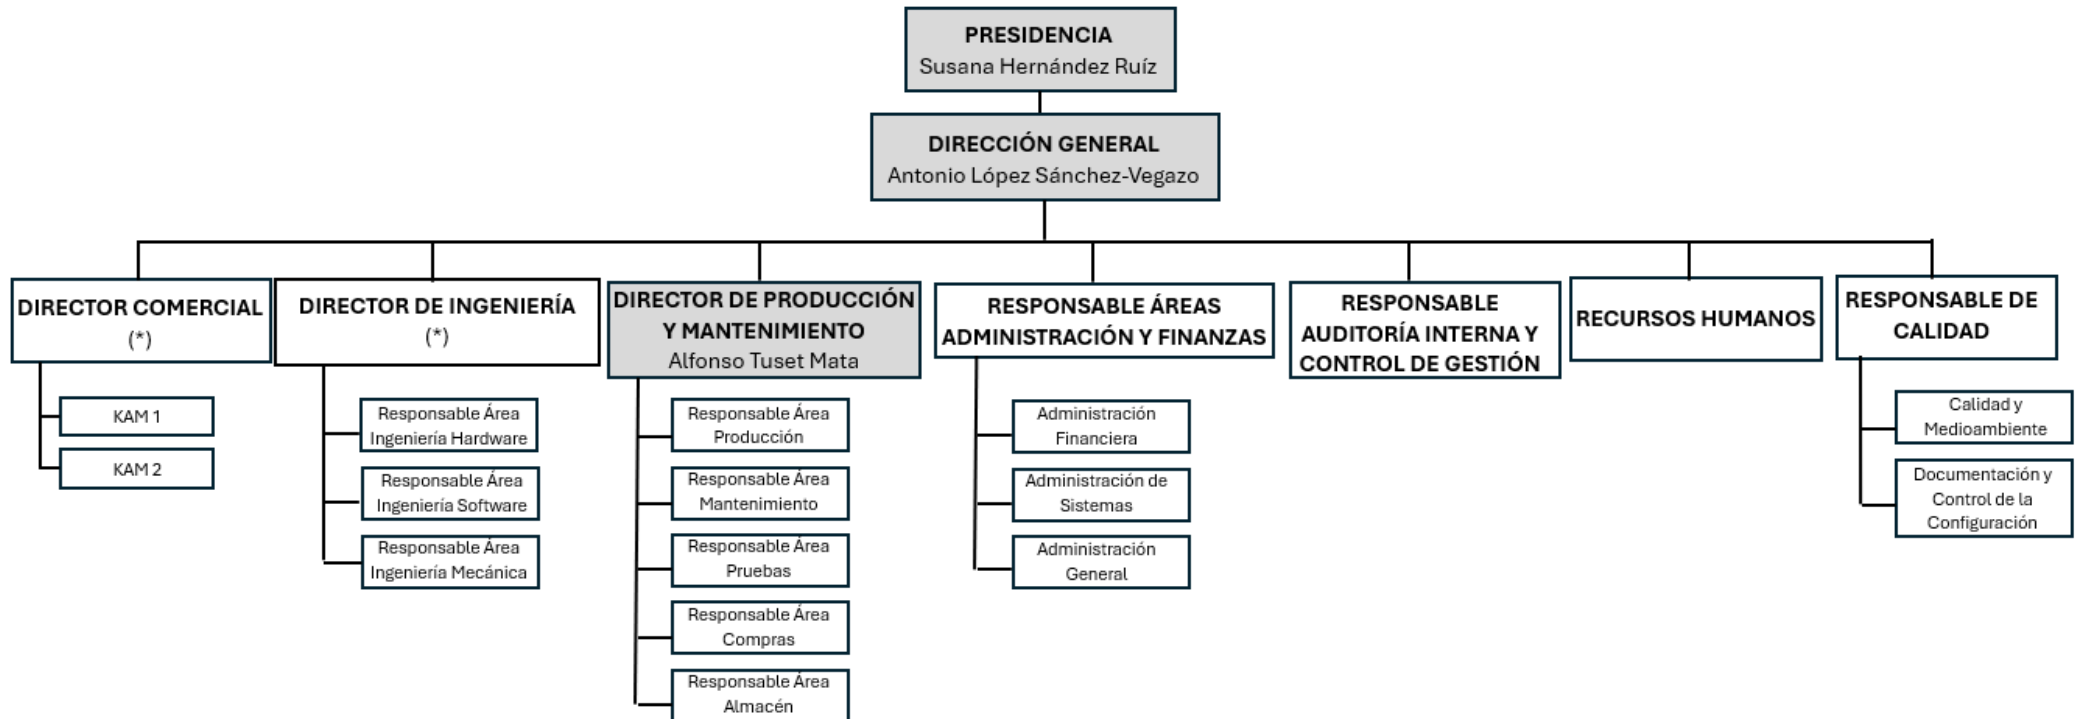 PRESIDENCIA
Susana Hernández Ruíz
DIRECCIÓN GENERAL
Antonio López Sánchez-Vegazo
DIRECTOR COMERCIAL
(*)
KAM 1
KAM 2
DIRECTOR DE INGENIERÍA
(*)
Responsable Área
Ingeniería Hardware
Responsable Área
Ingeniería Software
Responsable Área
Ingeniería Mecánica
DIRECTOR DE PRODUCCIÓN
Y MANTENIMIENTO
Alfonso Tuset Mata
Responsable Área
Producción
Responsable Área
Mantenimiento
Responsable Área
Pruebas
Responsable Área
Compras
Responsable Área
Almacén
RESPONSABLE ÁREAS
ADMINISTRACIÓN Y FINANZAS
Administración
Financiera
Administración de
Sistemas
Administración
General
RESPONSABLE
AUDITORÍA INTERNA Y
CONTROL DE GESTIÓN
RECURSOS HUMANOS
RESPONSABLE DE
CALIDAD
Calidad y
Medioambiente
Documentación y
Control de la
Configuración